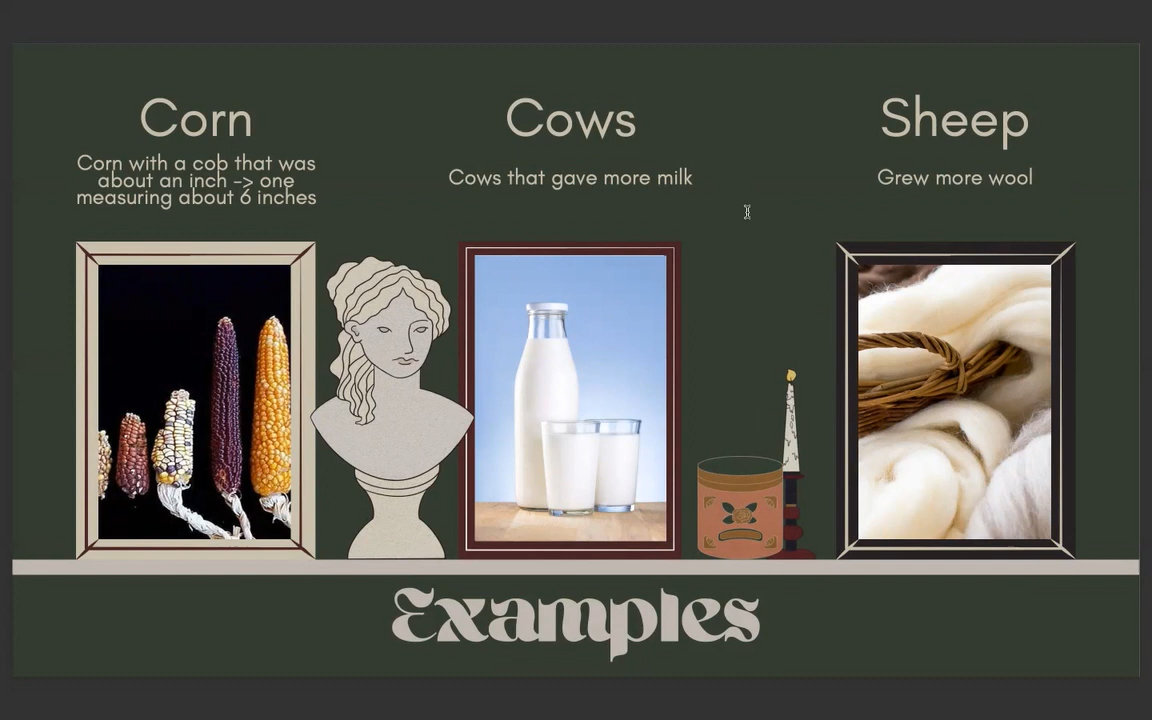 Corn
Corn with a cob that was
about an inch -> one
measuring about 6 inches
Cows
Cows that gave more milk
Sheep
Grew more wool
Examples